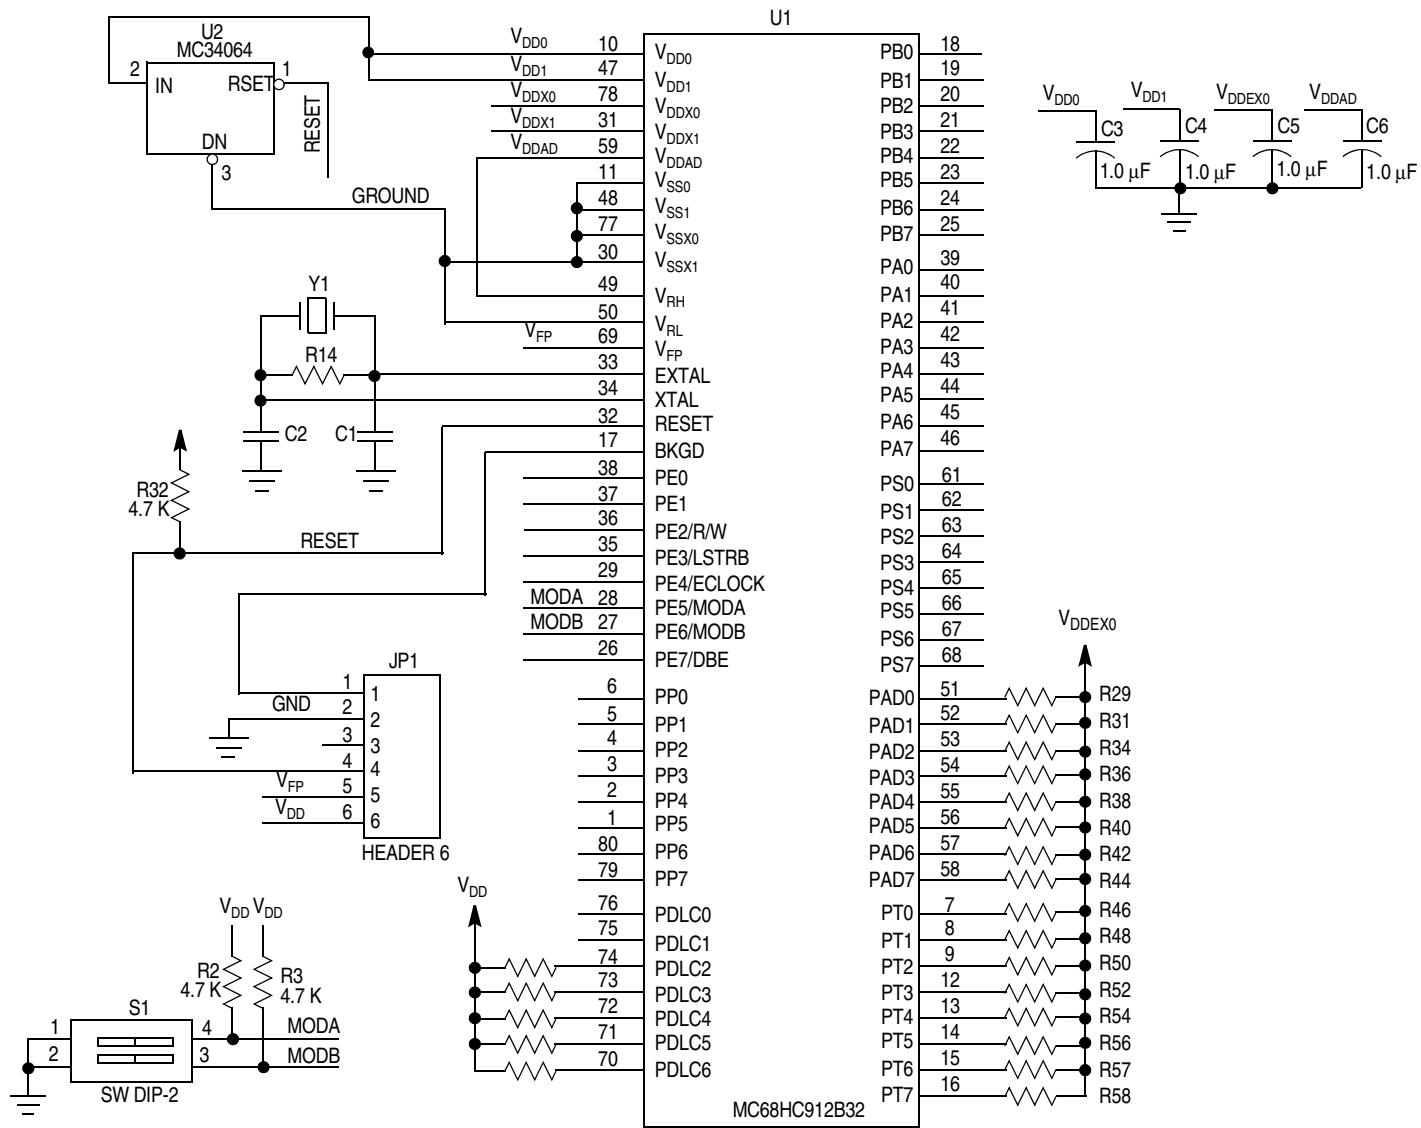 U1
U2
MC34064
2
IN
RSET
1
RESET
DN
3
GROUND
VDD0 10 VDD0
VDD1 47 VDD1
VDDX0 78 VDDX0
VDDX1 31 VDDX1
VDDAD 59 VDDAD
11 VSS0
48 VSS1
77 VSSX0
30 VSSX1
49 VRH
50 VRL
VFP 69 VFP
33 EXTAL
34 XTAL
32 RESET
17 BKGD
38 PE0
37 PE1
36 PE2/R/W
35 PE3/LSTRB
29 PE4/ECLOCK
MODA 28 PE5/MODA
MODB 27 PE6/MODB
26 PE7/DBE
6 PP0
5 PP1
4 PP2
3 PP3
2 PP4
1 PP5
80 PP6
79 PP7
76 PDLC0
75 PDLC1
74 PDLC2
73 PDLC3
72 PDLC4
71 PDLC5
70 PDLC6
VDD
MC68HC912B32
PB0 18
PB1 19
PB2 20
PB3 21
PB4 22
PB5 23
PB6 24
PB7 25
PA0 39
PA1 40
PA2 41
PA3 42
PA4 43
PA5 44
PA6 45
PA7 46
PS0 61
PS1 62
PS2 63
PS3 64
PS4 65
PS5 66
PS6 67
PS7 68
VDDEX0
PAD0 51 R29
PAD1 52 R31
PAD2 53 R34
PAD3 54 R36
PAD4 55 R38
PAD5 56 R40
PAD6 57 R42
PAD7 58 R44
PT0 7 R46
PT1 8 R48
PT2 9 R50
PT3 12 R52
PT4 13 R54
PT5 14 R56
PT6 15 R57
PT7 16 R58
VDD0 VDD1 VDDEX0 VDDAD
C3 C4 C5 C6
1.0 µF 1.0 µF 1.0 µF 1.0 µF
Y1
R14
C2 C1
R32
4.7 K
RESET
JP1
1 1
GND 2 2
3 3
4 4
VFP 5 5
VDD 6 6
HEADER 6
VDD VDD
R2 R3
4.7 K 4.7 K
S1
1 4 MODA
2 3 MODB
SW DIP-2